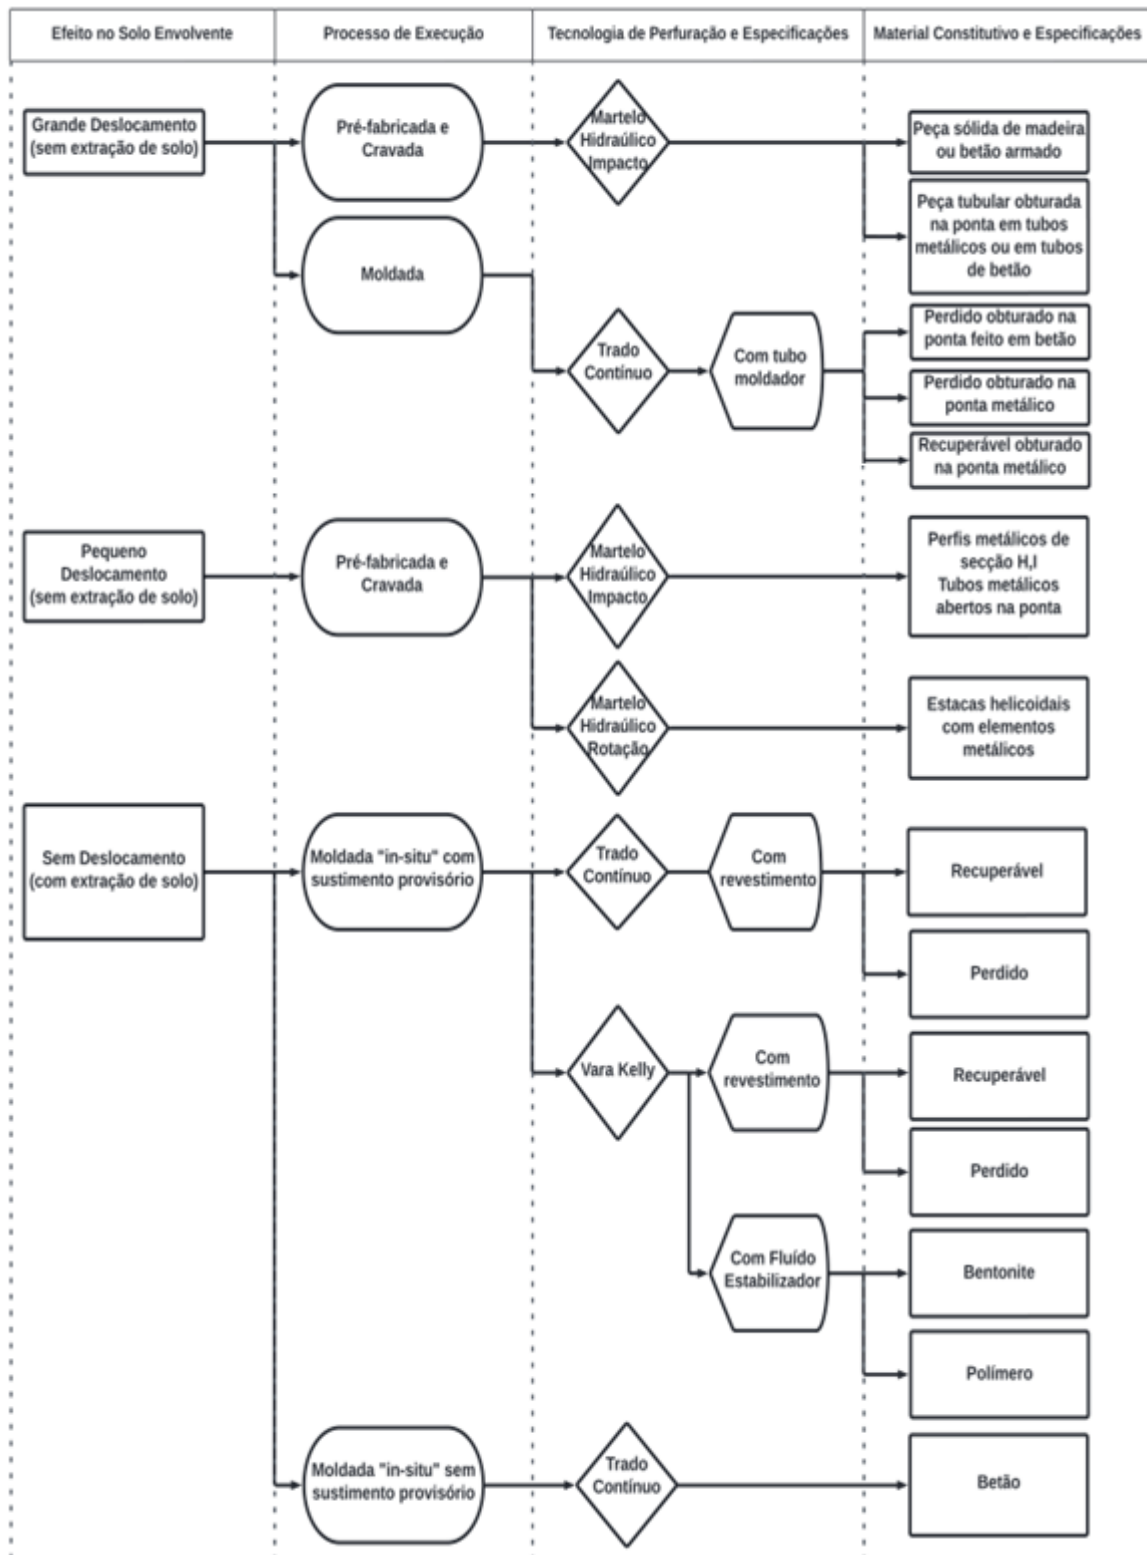 Efeito no Solo Envolvente
Processo de Execução
Tecnologia de Perfuração e Especificações
Material Constitutivo e Especificações
Grande Deslocamento
(sem extração de solo)
Pré-fabricada e
Cravada
Martelo
Hidraúlico
Impacto
Peça sólida de madeira
ou betão armado
Peça tubular obturada
na ponta em tubos
metálicos ou em tubos
de betão
Moldada
Trado
Contínuo
Com tubo
moldador
Perdido obturado na
ponta feito em betão
Perdido obturado na
ponta metálico
Recuperável obturado
na ponta metálico
Pequeno
Deslocamento
(sem extração de solo)
Pré-fabricada e
Cravada
Martelo
Hidraúlico
Impacto
Perfis metálicos de
secção H,I
Tubos metálicos
abertos na ponta
Martelo
Hidraúlico
Rotação
Estacas helicoidais
com elementos
metálicos
Sem Deslocamento
(com extração de solo)
Moldada "in-situ" com
sustimento provisório
Trado
Contínuo
Com
revestimento
Recuperável
Perdido
Vara Kelly
Com
revestimento
Recuperável
Perdido
Com Fluído
Estabilizador
Bentonite
Polímero
Moldada "in-situ" sem
sustimento provisório
Trado
Contínuo
Betão